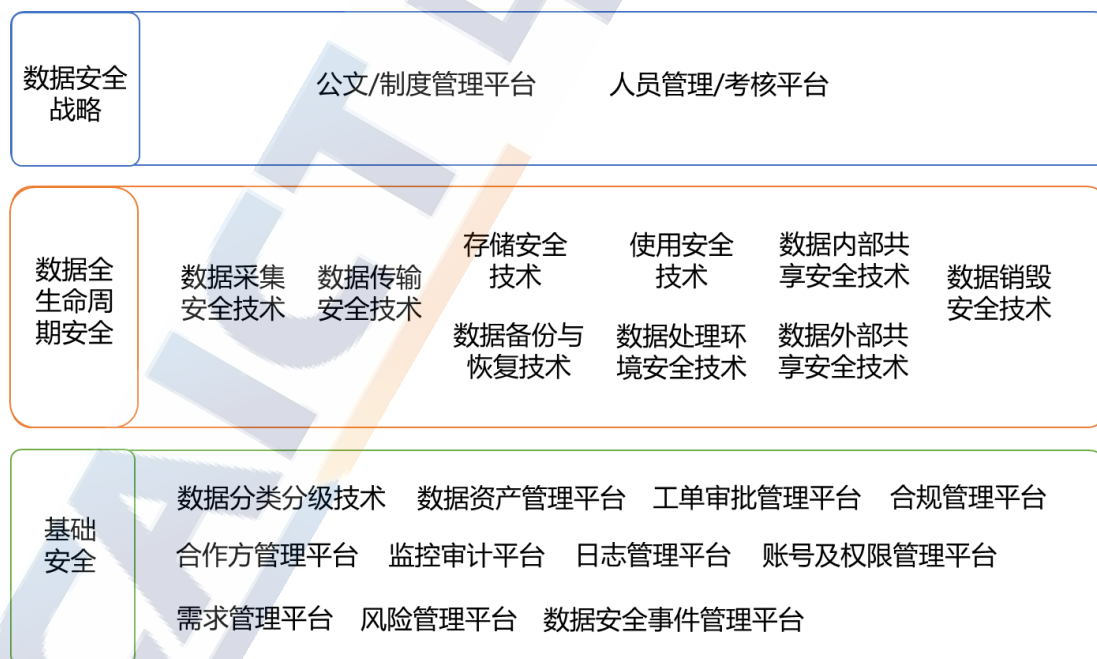 数据安全
战略
公文/制度管理平台 人员管理/考核平台
数据全
生命周
期安全
数据采集
安全技术
数据传输
安全技术
存储安全
技术
数据备份与
恢复技术
使用安全
技术
数据处理环
境安全技术
数据内部共
享安全技术
数据外部共
享安全技术
数据销毁
安全技术
基础
安全
数据分类分级技术 数据资产管理平台 工单审批管理平台 合规管理平台
合作方管理平台 监控审计平台 日志管理平台 账号及权限管理平台
需求管理平台 风险管理平台 数据安全事件管理平台
CAICT